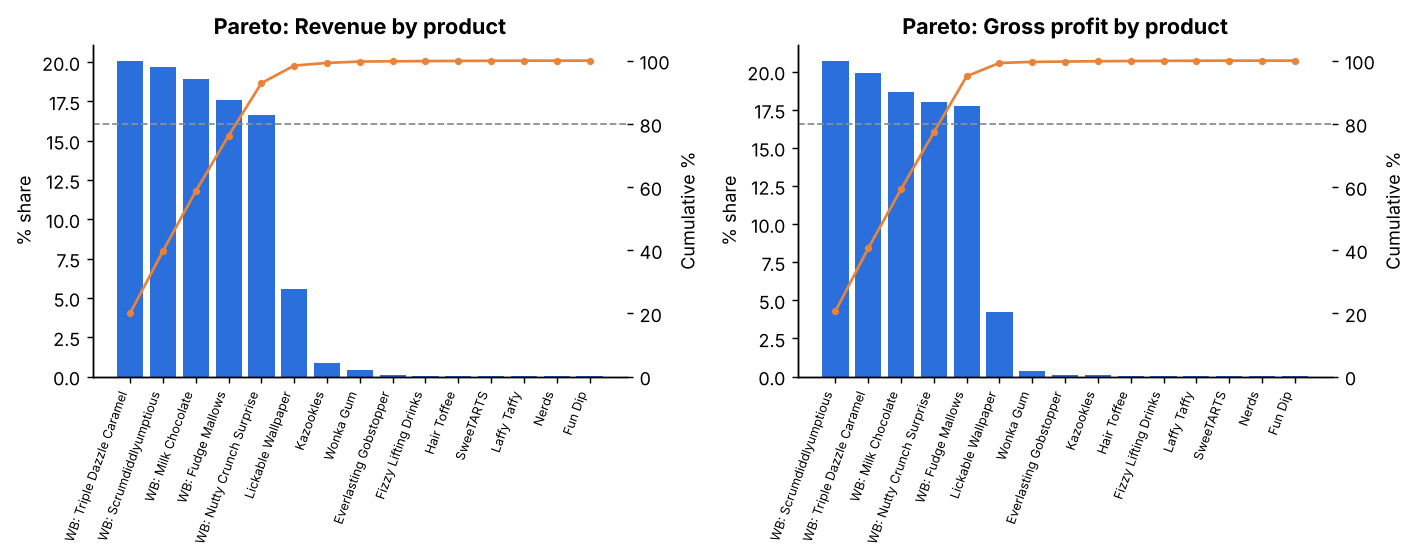 Pareto: Revenue by product
% share
20.0
17.5
15.0
12.5
10.0
7.5
5.0
2.5
0.0
100
80
60
40
20
0
Cumulative %
WB: Triple Dazzle Caramel
WB: Scrumdiddlyumptious
WB: Milk Chocolate
WB: Fudge Mallows
WB: Nutty Crunch Surprise
Lickable Wallpaper
Kazookles
Wonka Gum
Everlasting Gobstopper
Fizzy Lifting Drinks
Hair Toffee
SweeTARTS
Laffy Taffy
Nerds
Fun Dip
Pareto: Gross profit by product
% share
20.0
17.5
15.0
12.5
10.0
7.5
5.0
2.5
0.0
100
80
60
40
20
0
Cumulative %
WB: Scrumdiddlyumptious
WB: Triple Dazzle Caramel
WB: Milk Chocolate
WB: Nutty Crunch Surprise
WB: Fudge Mallows
Lickable Wallpaper
Wonka Gum
Everlasting Gobstopper
Kazookles
Hair Toffee
Fizzy Lifting Drinks
Laffy Taffy
SweeTARTS
Nerds
Fun Dip